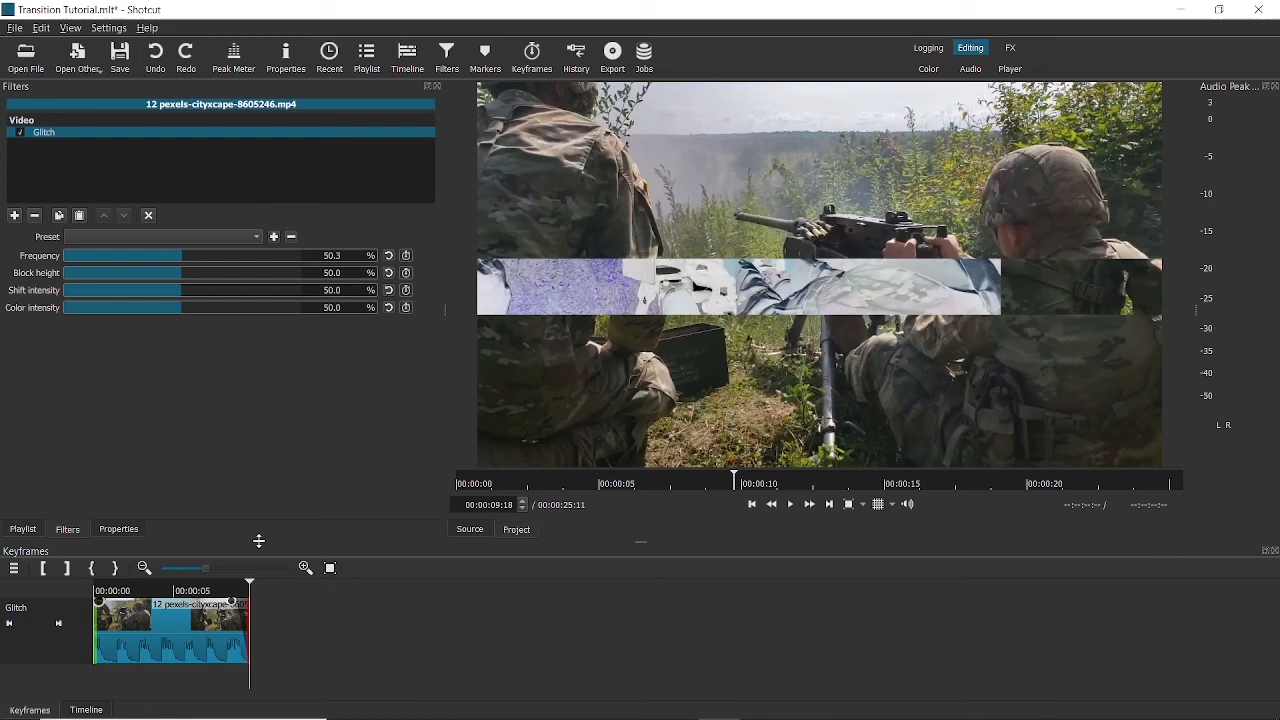 Transition Tutorial.mlt* - Shotcut
File Edit View Settings Help
Open File Open Other.. Save Undo Redo Peak Meter Properties Recent Playlist Timeline Filters Markers Keyframes History Export Jobs
Logging Editing FX
Color Audio Player
Filters
12 pexels-cityxcape-8605246.mp4
Video
Glitch
Preset
Frequency 50.3 %
Block height 50.0 %
Shift intensity 50.0 %
Color intensity 50.0 %
Audio Peak ...
3
0
-5
-10
-15
-20
-25
-30
-35
-40
-50
L R
00:00:00 00:00:05 00:00:10 00:00:15 00:00:20
00:00:09:18 / 00:00:25:11 --:--:--:-- / --:--:--:--
Playlist Filters Properties
Source Project
Keyframes
00:00:00 00:00:05
Glitch
12 pexels-cityxcape-8605
Keyframes Timeline